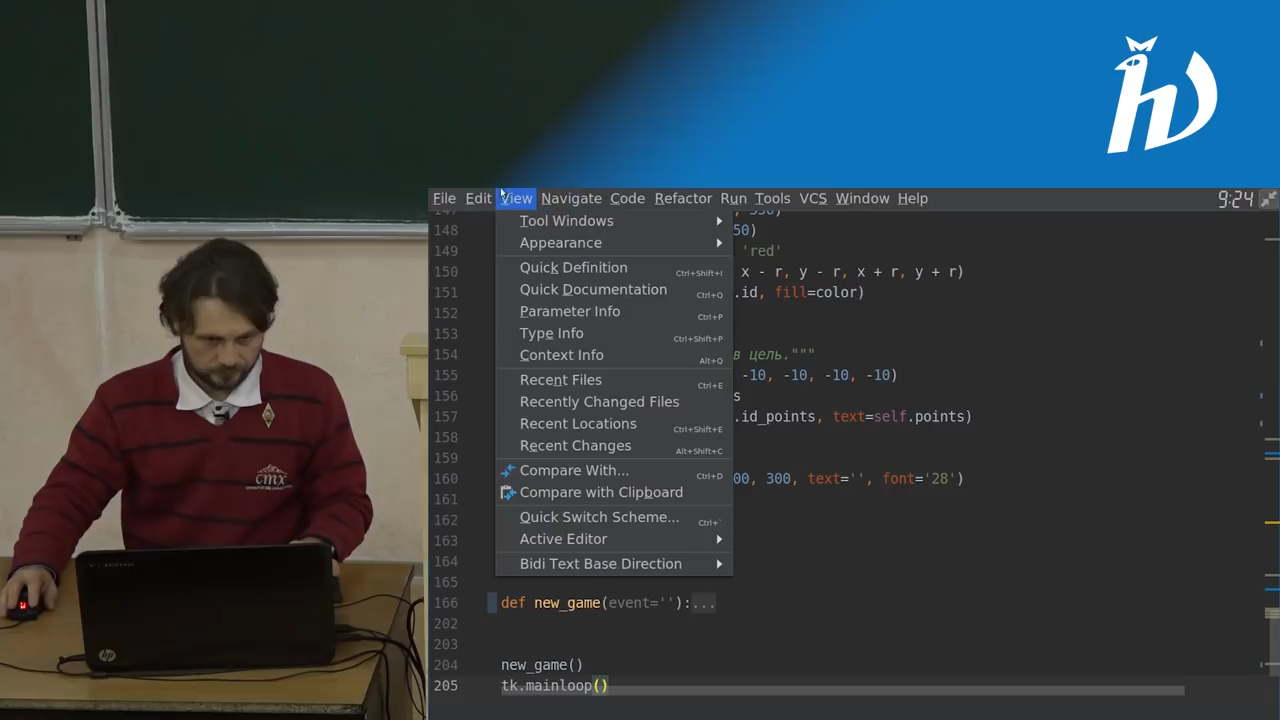 File Edit View Navigate Code Refactor Run Tools VCS Window Help 9:24
Tool Windows
Appearance
Quick Definition Ctrl+Shift+I
Quick Documentation Ctrl+Q
Parameter Info Ctrl+P
Type Info Ctrl+Shift+P
Context Info Alt+Q
Recent Files Ctrl+E
Recently Changed Files
Recent Locations Ctrl+Shift+E
Recent Changes Alt+Shift+C
Compare With... Ctrl+D
Compare with Clipboard
Quick Switch Scheme... Ctrl+`
Active Editor
Bidi Text Base Direction
148 50)
149 'red'
150 x - r, y - r, x + r, y + r)
151 .id, fill=color)
152
153
154 в цель."""
155 -10, -10, -10, -10)
156 s
157 .id_points, text=self.points)
158
159
160 00, 300, text='', font='28')
161
162
163
164
165
166 def new_game(event=''):...
202
203
204 new_game()
205 tk.mainloop()
стх
hp